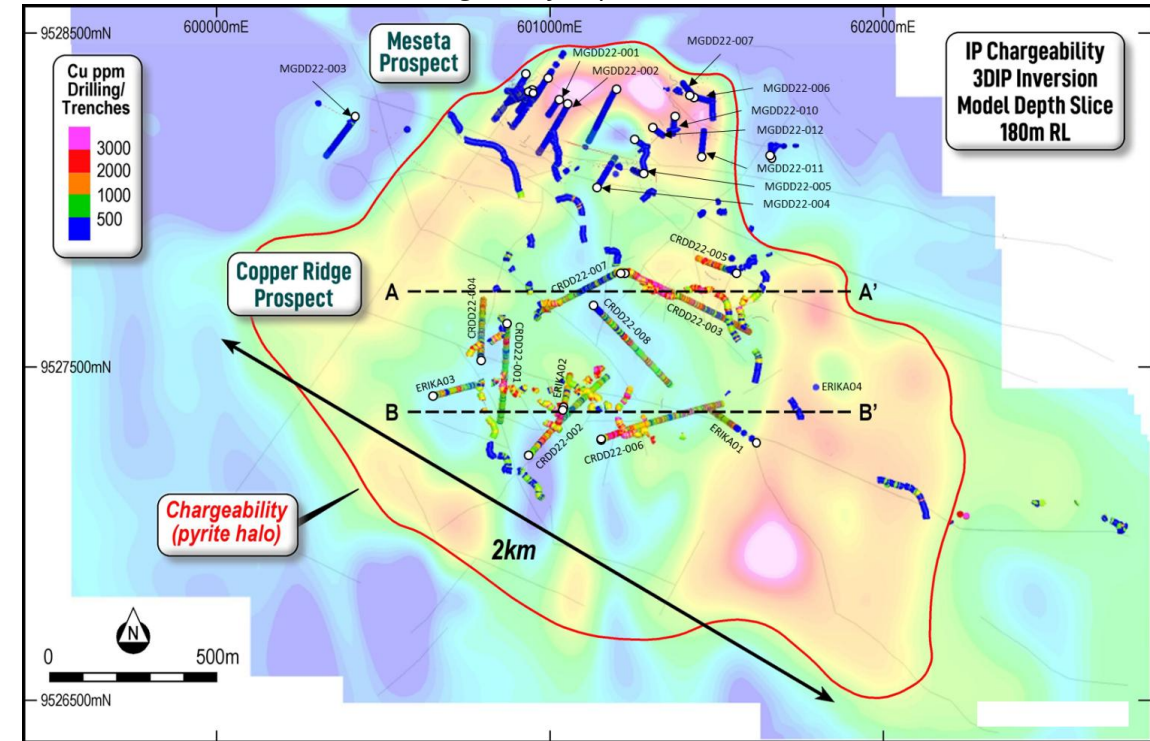 600000mE
601000mE
602000mE
9528500mN
9527500mN
9526500mN
Meseta
Prospect
IP Chargeability
3DIP Inversion
Model Depth Slice
180m RL
Cu ppm
Drilling/
Trenches
3000
2000
1000
500
MGDD22-003
MGDD22-001
MGDD22-002
MGDD22-007
MGDD22-006
MGDD22-010
MGDD22-012
MGDD22-011
MGDD22-005
MGDD22-004
Copper Ridge
Prospect
CRDD22-005
CRDD22-007
A
A'
CRDD22-004
CRDD22-003
CRDD22-008
CRDD22-001
ERIKA03
ERIKA02
ERIKA04
B
B'
CRDD22-002
CRDD22-006
ERIKA01
Chargeability
(pyrite halo)
2km
N
0
500m